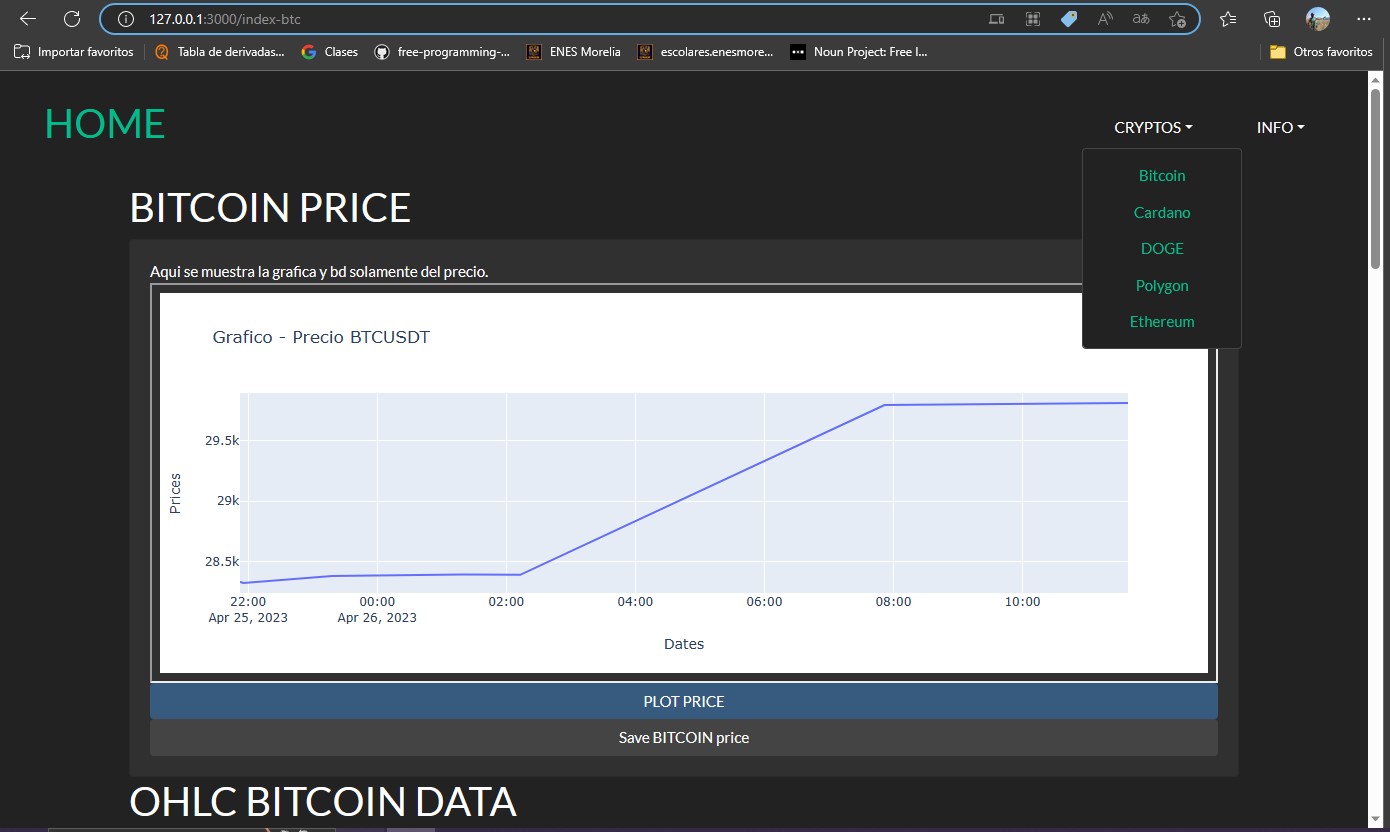 127.0.0.1:3000/index-btc
Importar favoritos
Tabla de derivadas...
Clases
free-programming-...
ENES Morelia
escolares.enesmore...
Noun Project: Free I...
Otros favoritos
HOME
CRYPTOS
INFO
Bitcoin
Cardano
DOGE
Polygon
Ethereum
BITCOIN PRICE
Aqui se muestra la grafica y bd solamente del precio.
Grafico - Precio BTCUSDT
29.5k
29k
28.5k
Prices
22:00 00:00 02:00 04:00 06:00 08:00 10:00
Apr 25, 2023 Apr 26, 2023
Dates
PLOT PRICE
Save BITCOIN price
OHLC BITCOIN DATA